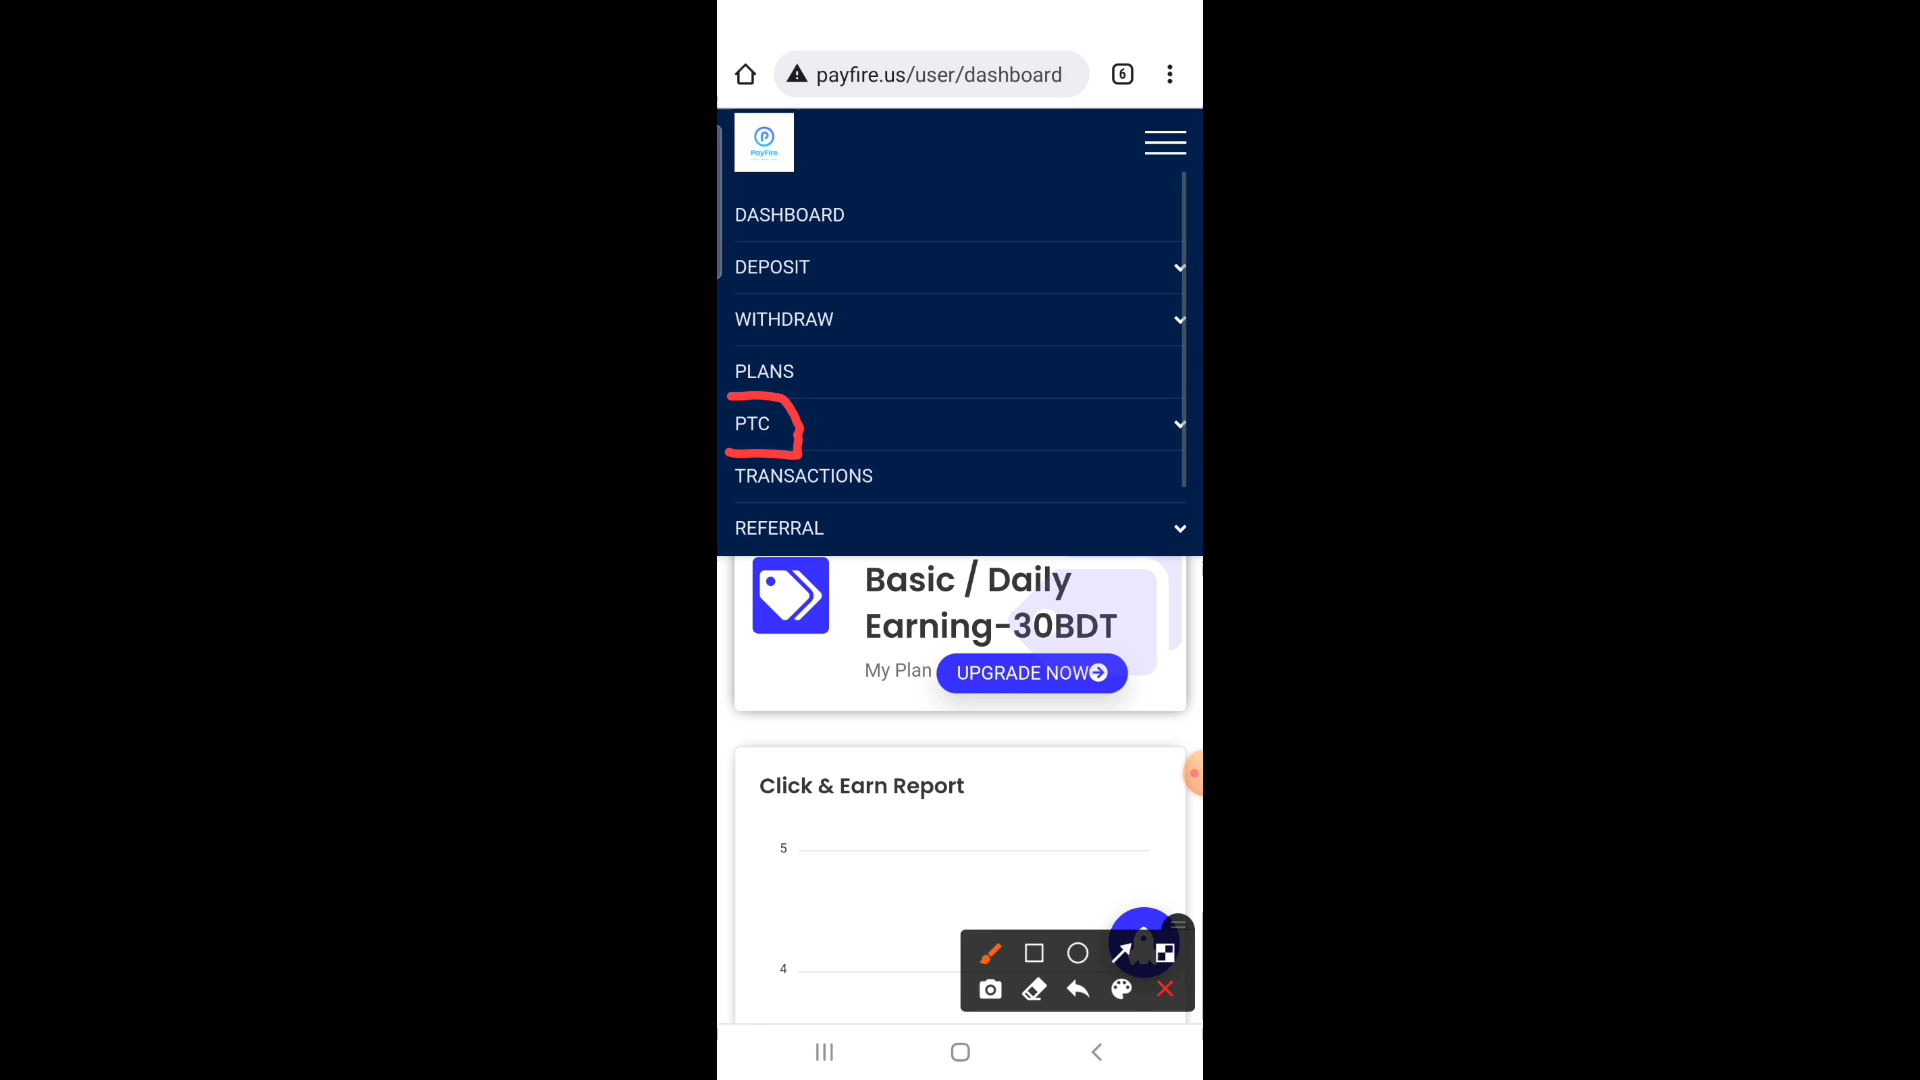 payfire.us/user/dashboard
6
PayFire
DASHBOARD
DEPOSIT
WITHDRAW
PLANS
PTC
TRANSACTIONS
REFERRAL
Basic / Daily
Earning-30BDT
My Plan
UPGRADE NOW
Click & Earn Report
5
4